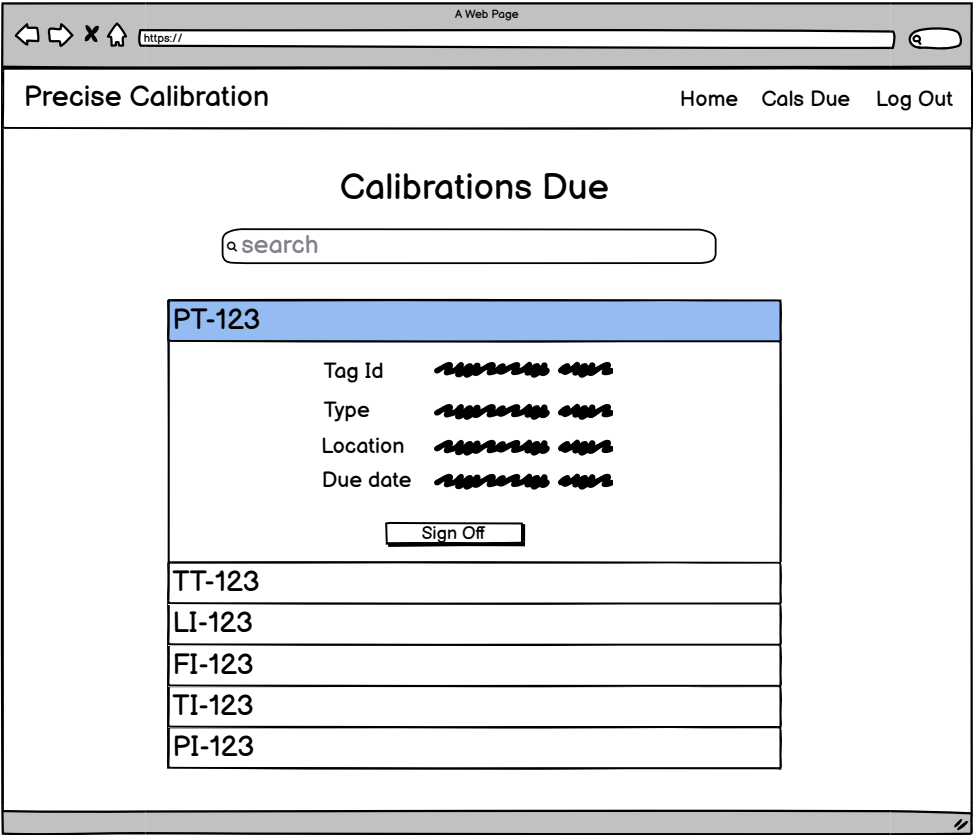 A Web Page
https://
Precise Calibration Home Cals Due Log Out
Calibrations Due
search
PT-123
Tag Id
Type
Location
Due date
Sign Off
TT-123
LI-123
FI-123
TI-123
PI-123